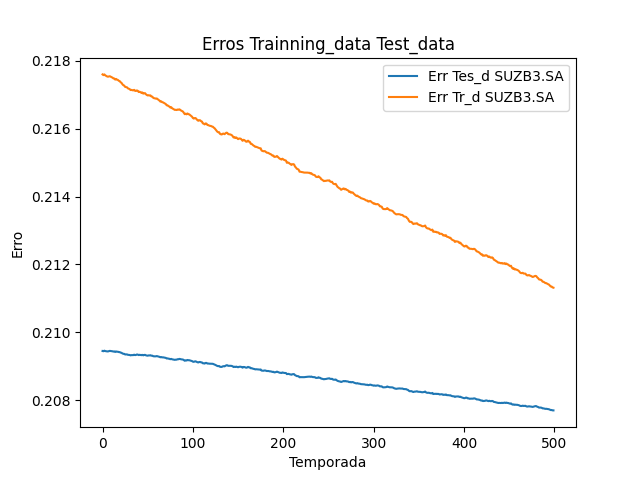 Erros Trainning_data Test_data
Err Tes_d SUZB3.SA
Err Tr_d SUZB3.SA
0.218
0.216
0.214
0.212
0.210
0.208
Erro
0 100 200 300 400 500
Temporada